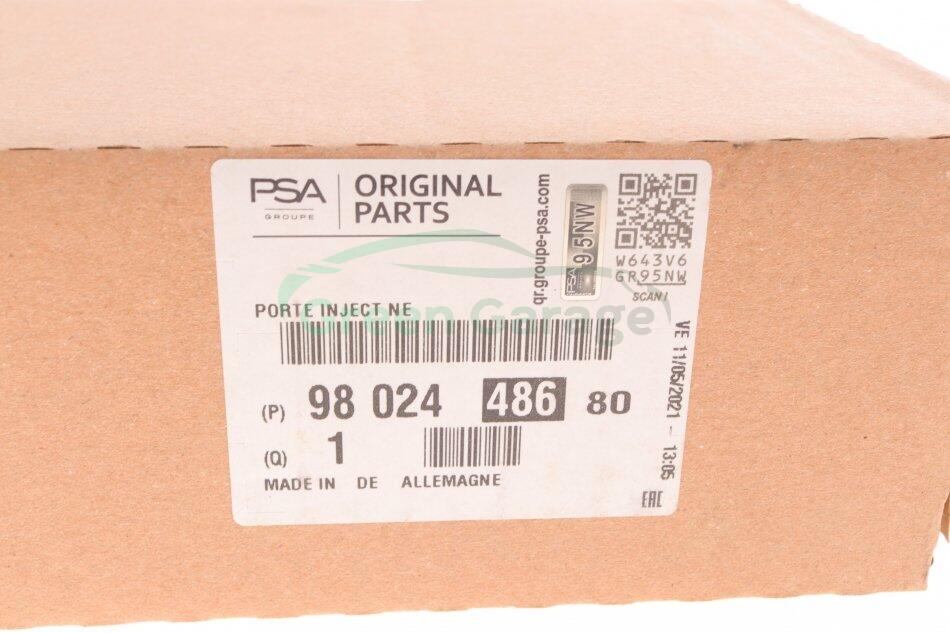 PSA
GROUPE
ORIGINAL
PARTS
qr.groupe-psa.com
PSA 95NW
W643V6
GR95NW
SCAN!
PORTE INJECT NE
Green Garage
(P) 98 024 486 80
(Q) 1
MADE IN DE ALLEMAGNE
VE 11/05/2021 - 13:05
EAC